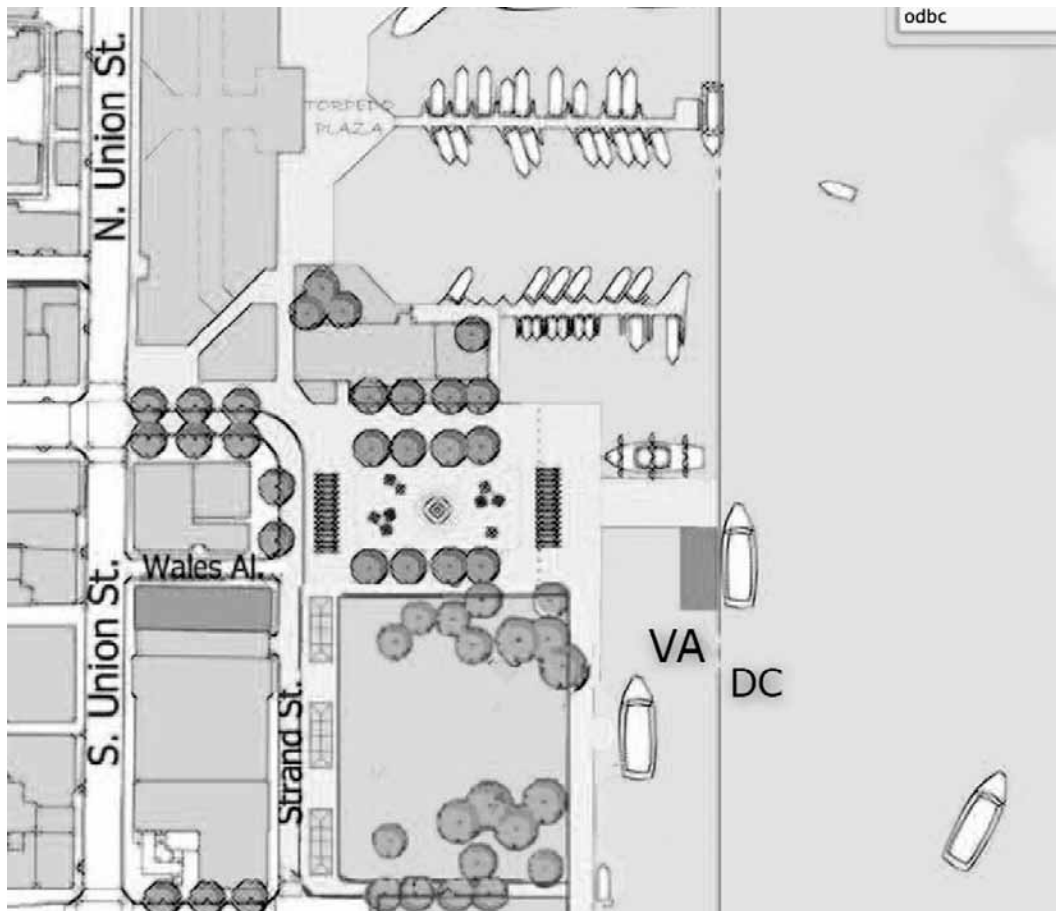 odbc
N. Union St.
TORPEDO
PLAZA
Wales Al.
S. Union St.
Strand St.
VA
DC